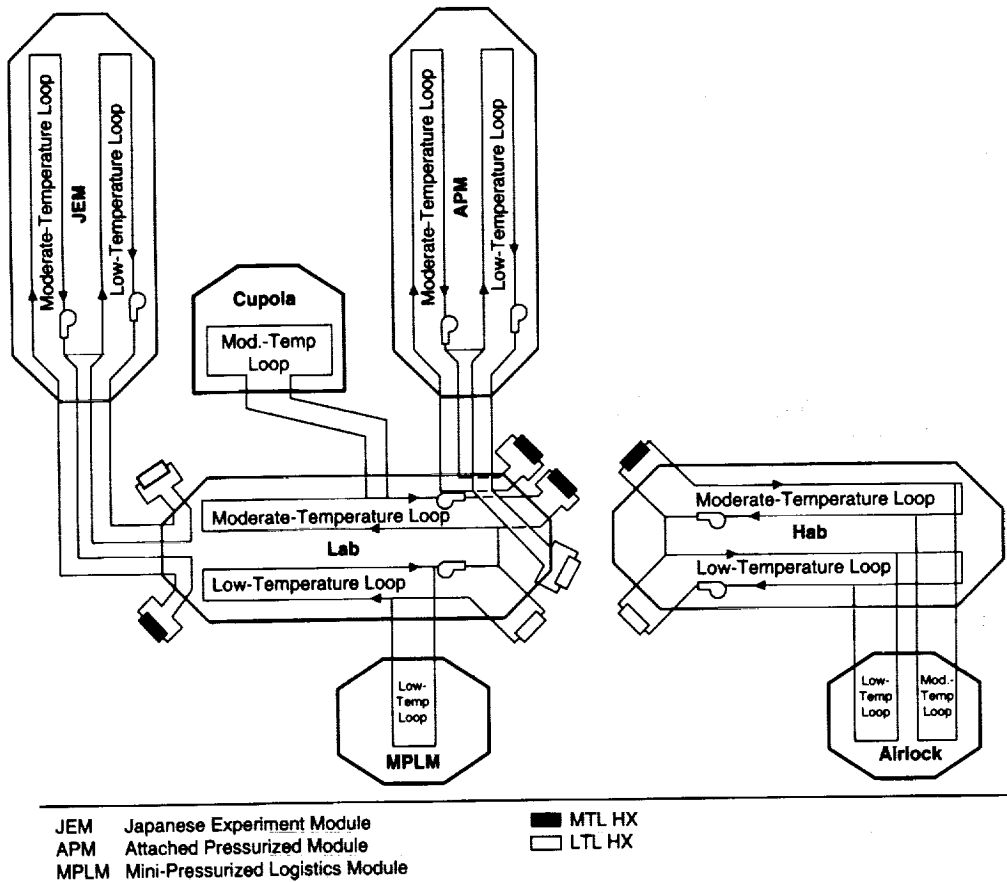 Moderate-Temperature Loop
JEM
Low-Temperature Loop
Moderate-Temperature Loop
APM
Low-Temperature Loop
Cupola
Mod.-Temp
Loop
Moderate-Temperature Loop
Lab
Low-Temperature Loop
Moderate-Temperature Loop
Hab
Low-Temperature Loop
Low-
Temp
Loop
MPLM
Low-
Temp
Loop
Mod.-
Temp
Loop
Airlock
JEM Japanese Experiment Module
APM Attached Pressurized Module
MPLM Mini-Pressurized Logistics Module
MTL HX
LTL HX